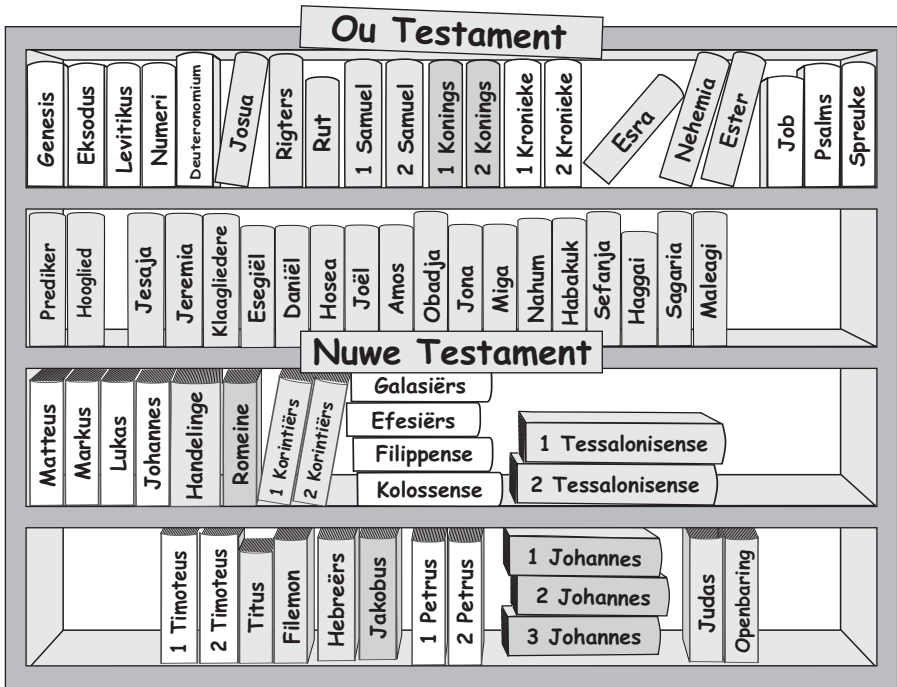 Ou Testament
Genesis
Eksodus
Levitikus
Numeri
Deuteronomium
Josua
Rigters
Rut
1 Samuel
2 Samuel
1 Konings
2 Konings
1 Kronieke
2 Kronieke
Esra
Nehemia
Ester
Job
Psalms
Spreuke
Prediker
Hooglied
Jesaja
Jeremia
Klaagliedere
Esegiël
Daniël
Hosea
Joël
Amos
Obadja
Jona
Miga
Nahum
Habakuk
Sefanja
Haggai
Sagaria
Maleagi
Nuwe Testament
Matteus
Markus
Lukas
Johannes
Handelinge
Romeine
1 Korintiërs
2 Korintiërs
Galasiërs
Efesiërs
Filippense
Kolossense
1 Tessalonisense
2 Tessalonisense
1 Timoteus
2 Timoteus
Titus
Filemon
Hebreërs
Jakobus
1 Petrus
2 Petrus
1 Johannes
2 Johannes
3 Johannes
Judas
Openbaring